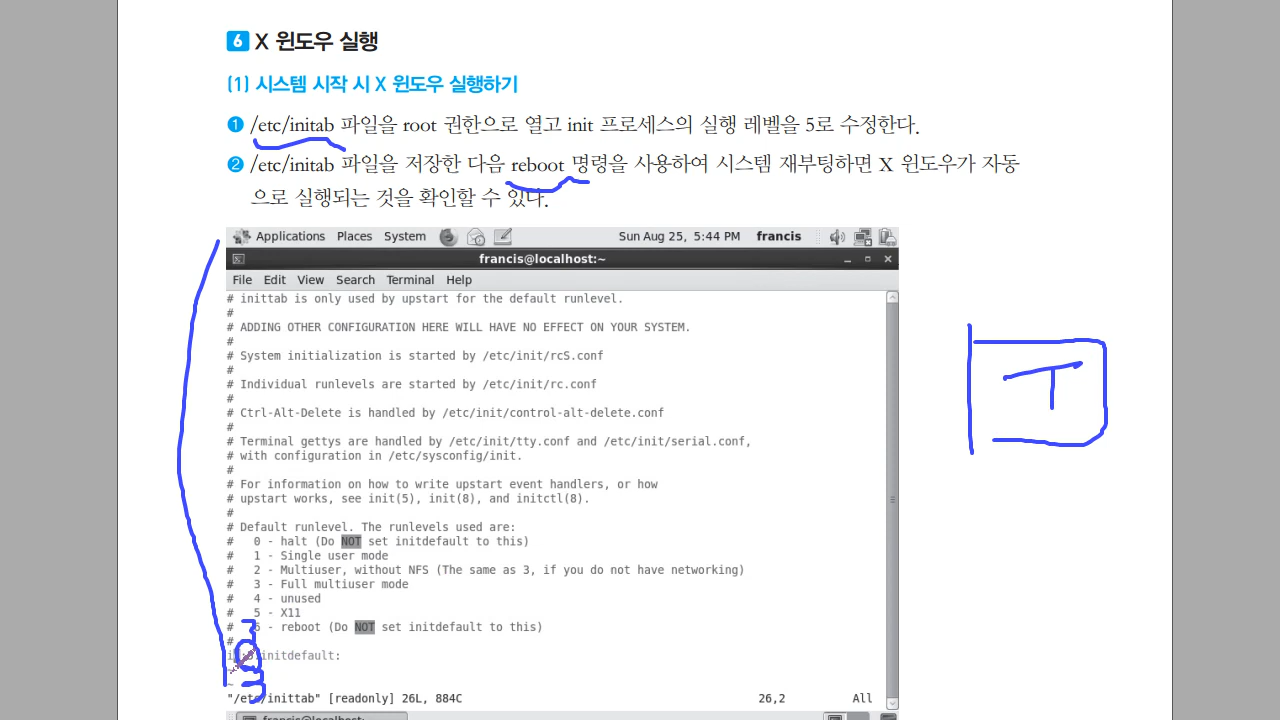 6 X 윈도우 실행
(1) 시스템 시작 시 X 윈도우 실행하기
❶ /etc/initab 파일을 root 권한으로 열고 init 프로세스의 실행 레벨을 5로 수정한다.
❷ /etc/initab 파일을 저장한 다음 reboot 명령을 사용하여 시스템 재부팅하면 X 윈도우가 자동
으로 실행되는 것을 확인할 수 있다.
Applications Places System Sun Aug 25, 5:44 PM francis
francis@localhost:~
File Edit View Search Terminal Help
# inittab is only used by upstart for the default runlevel.
#
# ADDING OTHER CONFIGURATION HERE WILL HAVE NO EFFECT ON YOUR SYSTEM.
#
# System initialization is started by /etc/init/rcS.conf
#
# Individual runlevels are started by /etc/init/rc.conf
#
# Ctrl-Alt-Delete is handled by /etc/init/control-alt-delete.conf
#
# Terminal gettys are handled by /etc/init/tty.conf and /etc/init/serial.conf,
# with configuration in /etc/sysconfig/init.
#
# For information on how to write upstart event handlers, or how
# upstart works, see init(5), init(8), and initctl(8).
#
# Default runlevel. The runlevels used are:
# 0 - halt (Do NOT set initdefault to this)
# 1 - Single user mode
# 2 - Multiuser, without NFS (The same as 3, if you do not have networking)
# 3 - Full multiuser mode
# 4 - unused
# 5 - X11
# 6 - reboot (Do NOT set initdefault to this)
#
initdefault:
~
"/etc/inittab" [readonly] 26L, 884C 26,2 All
T
3